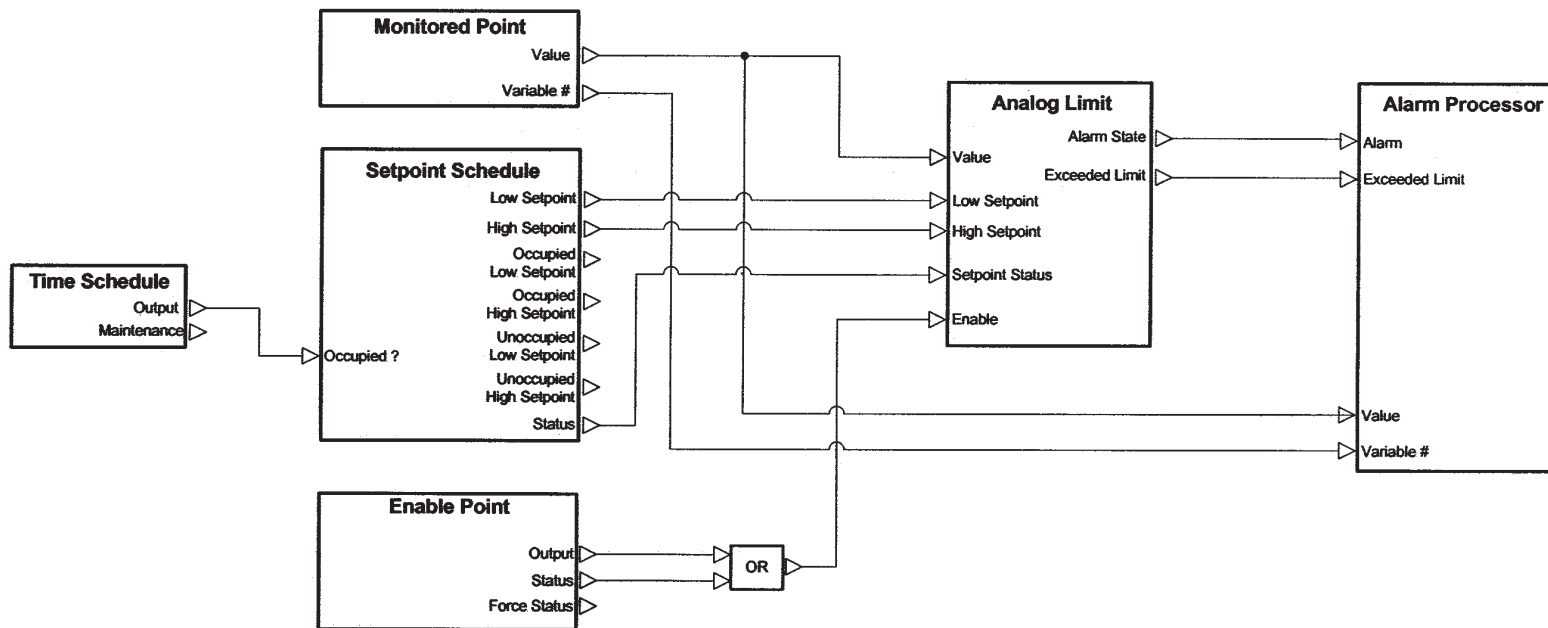 Monitored Point
Value
Variable #
Setpoint Schedule
Low Setpoint
High Setpoint
Occupied
Low Setpoint
Occupied
High Setpoint
Unoccupied
Low Setpoint
Unoccupied
High Setpoint
Status
Occupied ?
Time Schedule
Output
Maintenance
Enable Point
Output
Status
Force Status
OR
Analog Limit
Alarm State
Exceeded Limit
Value
Low Setpoint
High Setpoint
Setpoint Status
Enable
Alarm Processor
Alarm
Exceeded Limit
Value
Variable #